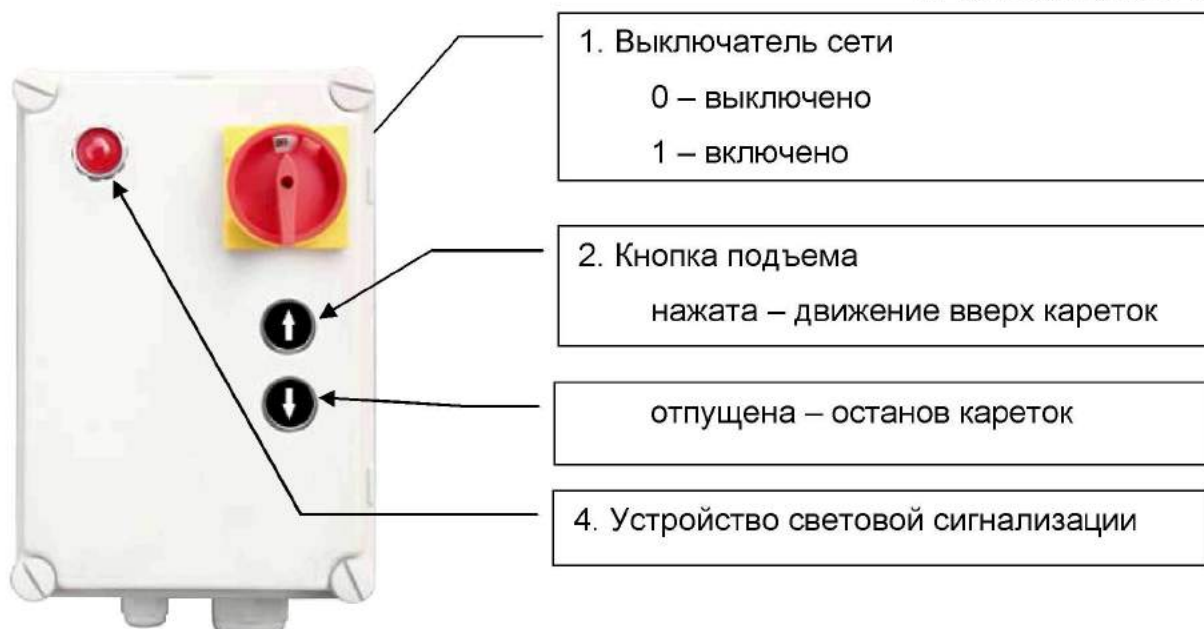 1. Выключатель сети
0 – выключено
1 – включено
2. Кнопка подъема
нажата – движение вверх кареток
отпущена – останов кареток
4. Устройство световой сигнализации